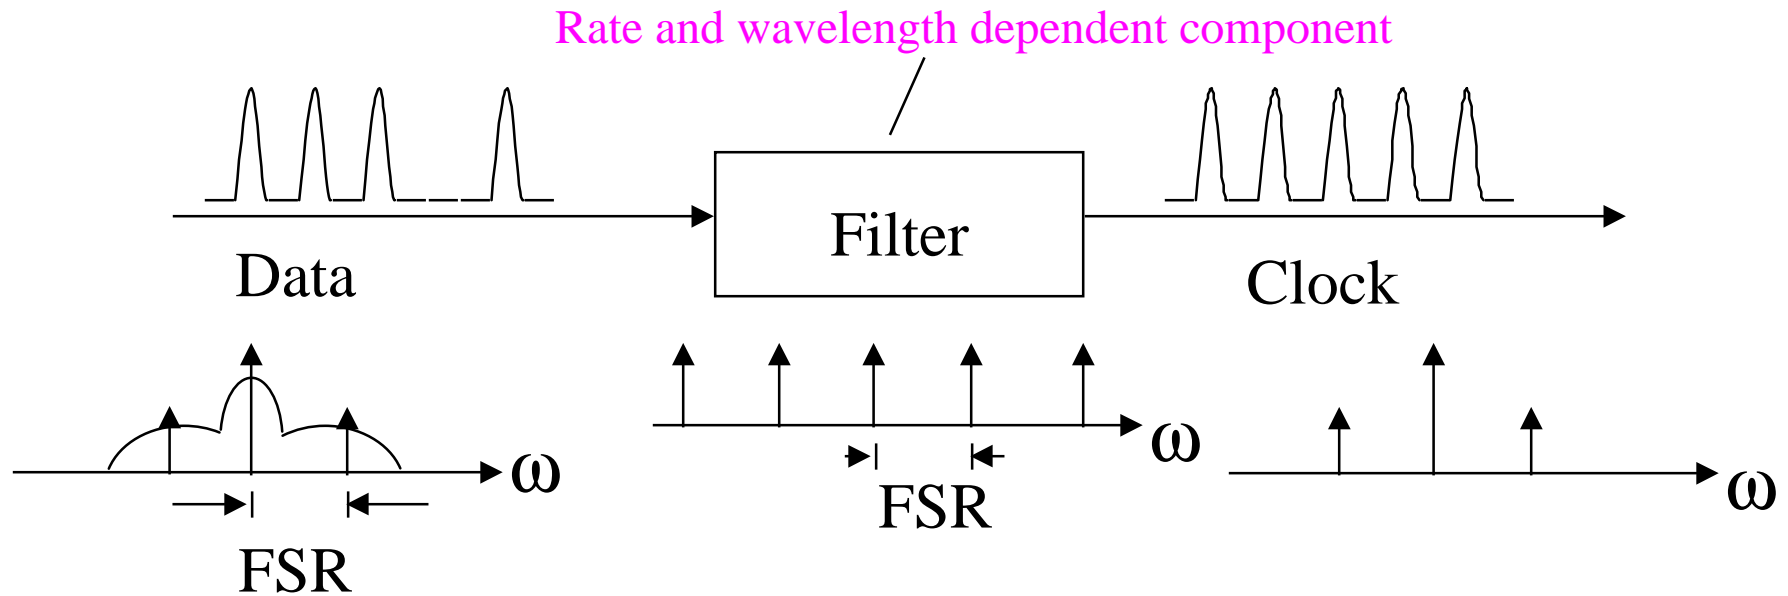 Rate and wavelength dependent component
Filter
Data
Clock
ω
ω
ω
FSR
FSR